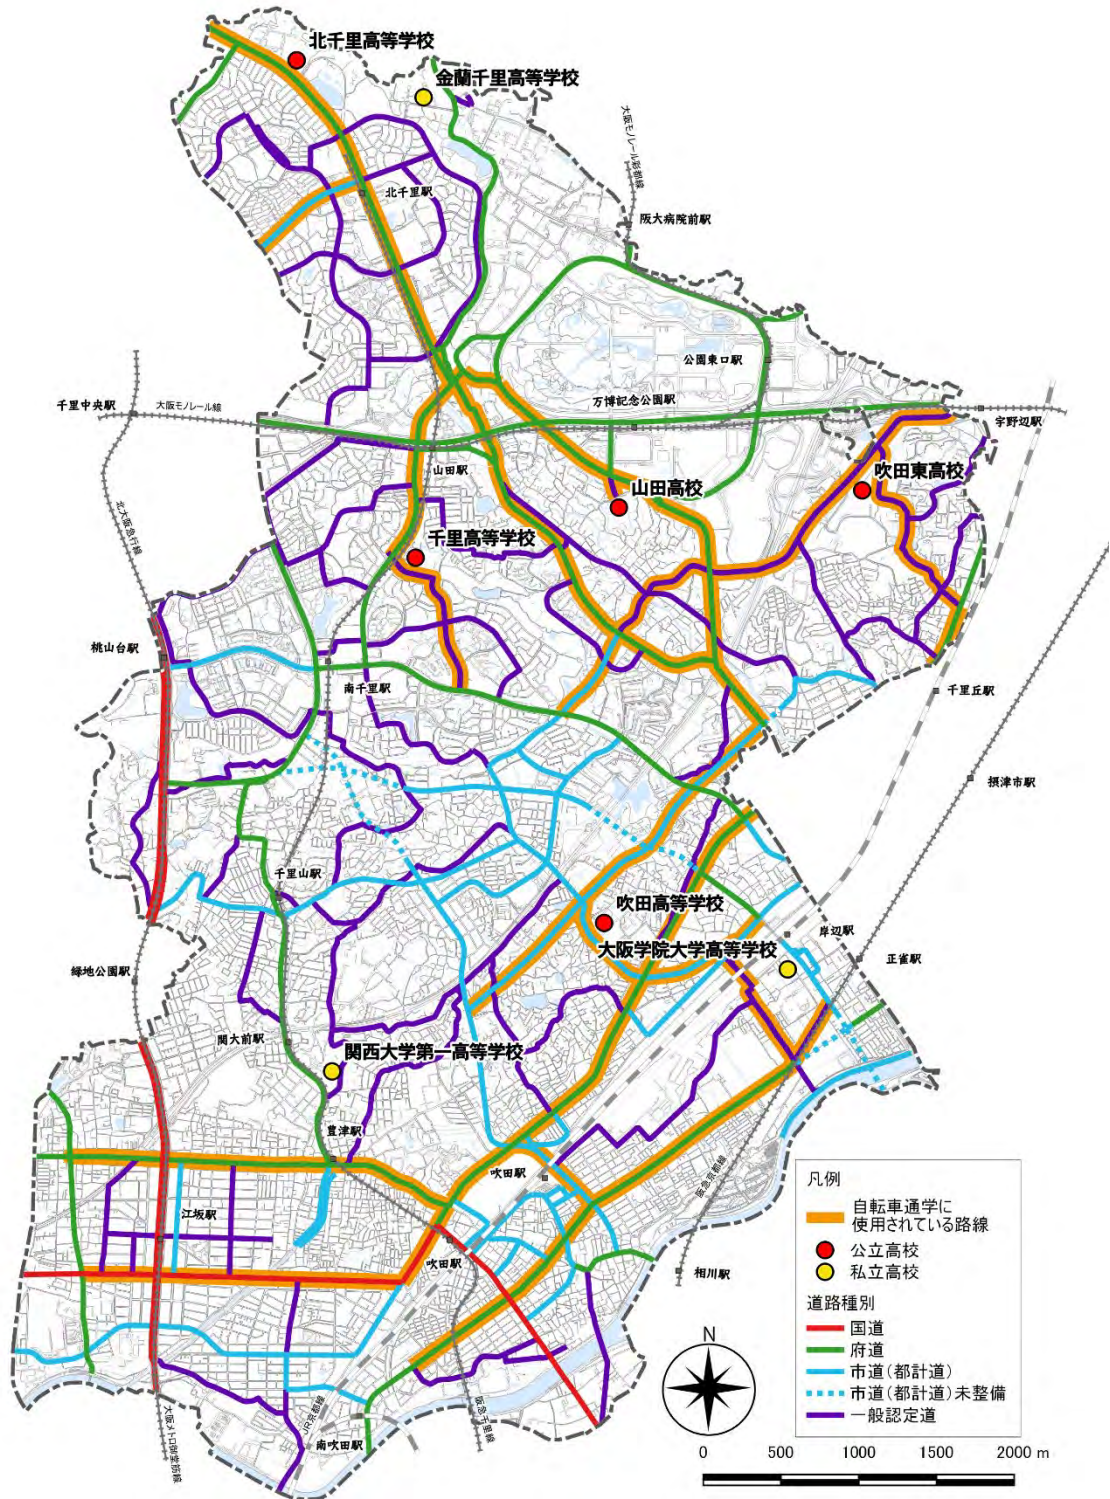 北千里高等学校
金蘭千里高等学校
大阪モノレール彩都線
北千里駅
阪大病院前駅
公園東口駅
千里中央駅
大阪モノレール線
万博記念公園駅
宇野辺駅
山田駅
吹田東高校
山田高校
北大阪急行線
千里高等学校
桃山台駅
南千里駅
千里丘駅
摂津市駅
千里山駅
吹田高等学校
大阪学院大学高等学校
岸辺駅
正雀駅
緑地公園駅
関大前駅
関西大学第一高等学校
豊津駅
吹田駅
阪急京都線
江坂駅
吹田駅
相川駅
大阪メトロ御堂筋線
JR京都線
阪急千里線
南吹田駅
凡例
自転車通学に
使用されている路線
公立高校
私立高校
道路種別
国道
府道
市道(都計道)
市道(都計道)未整備
一般認定道
N
0 500 1000 1500 2000 m